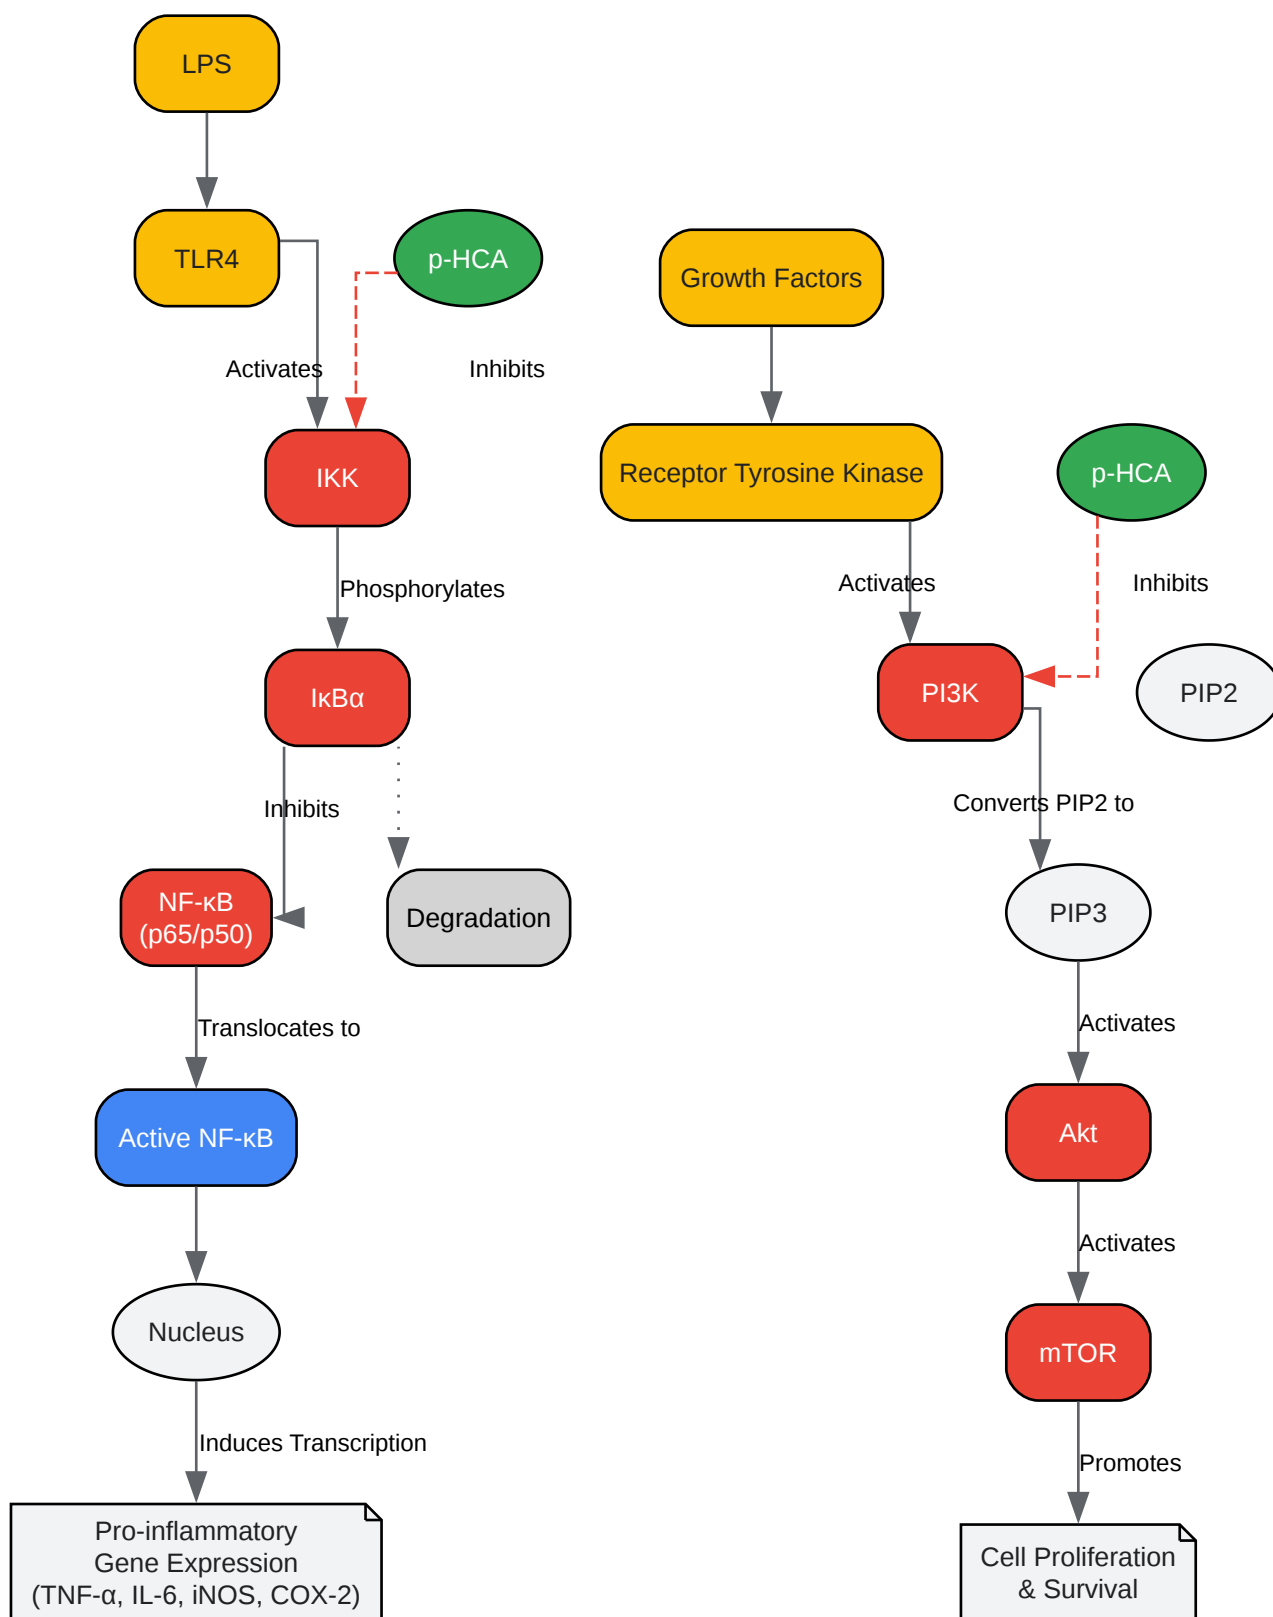 LPS
TLR4
p-HCA
Activates
Inhibits
IKK
Phosphorylates
IκBα
Inhibits
NF-κB
(p65/p50)
Degradation
Translocates to
Active NF-κB
Nucleus
Induces Transcription
Pro-inflammatory
Gene Expression
(TNF-α, IL-6, iNOS, COX-2)
Growth Factors
Receptor Tyrosine Kinase
p-HCA
Activates
Inhibits
PI3K
PIP2
Converts PIP2 to
PIP3
Activates
Akt
Activates
mTOR
Promotes
Cell Proliferation
& Survival